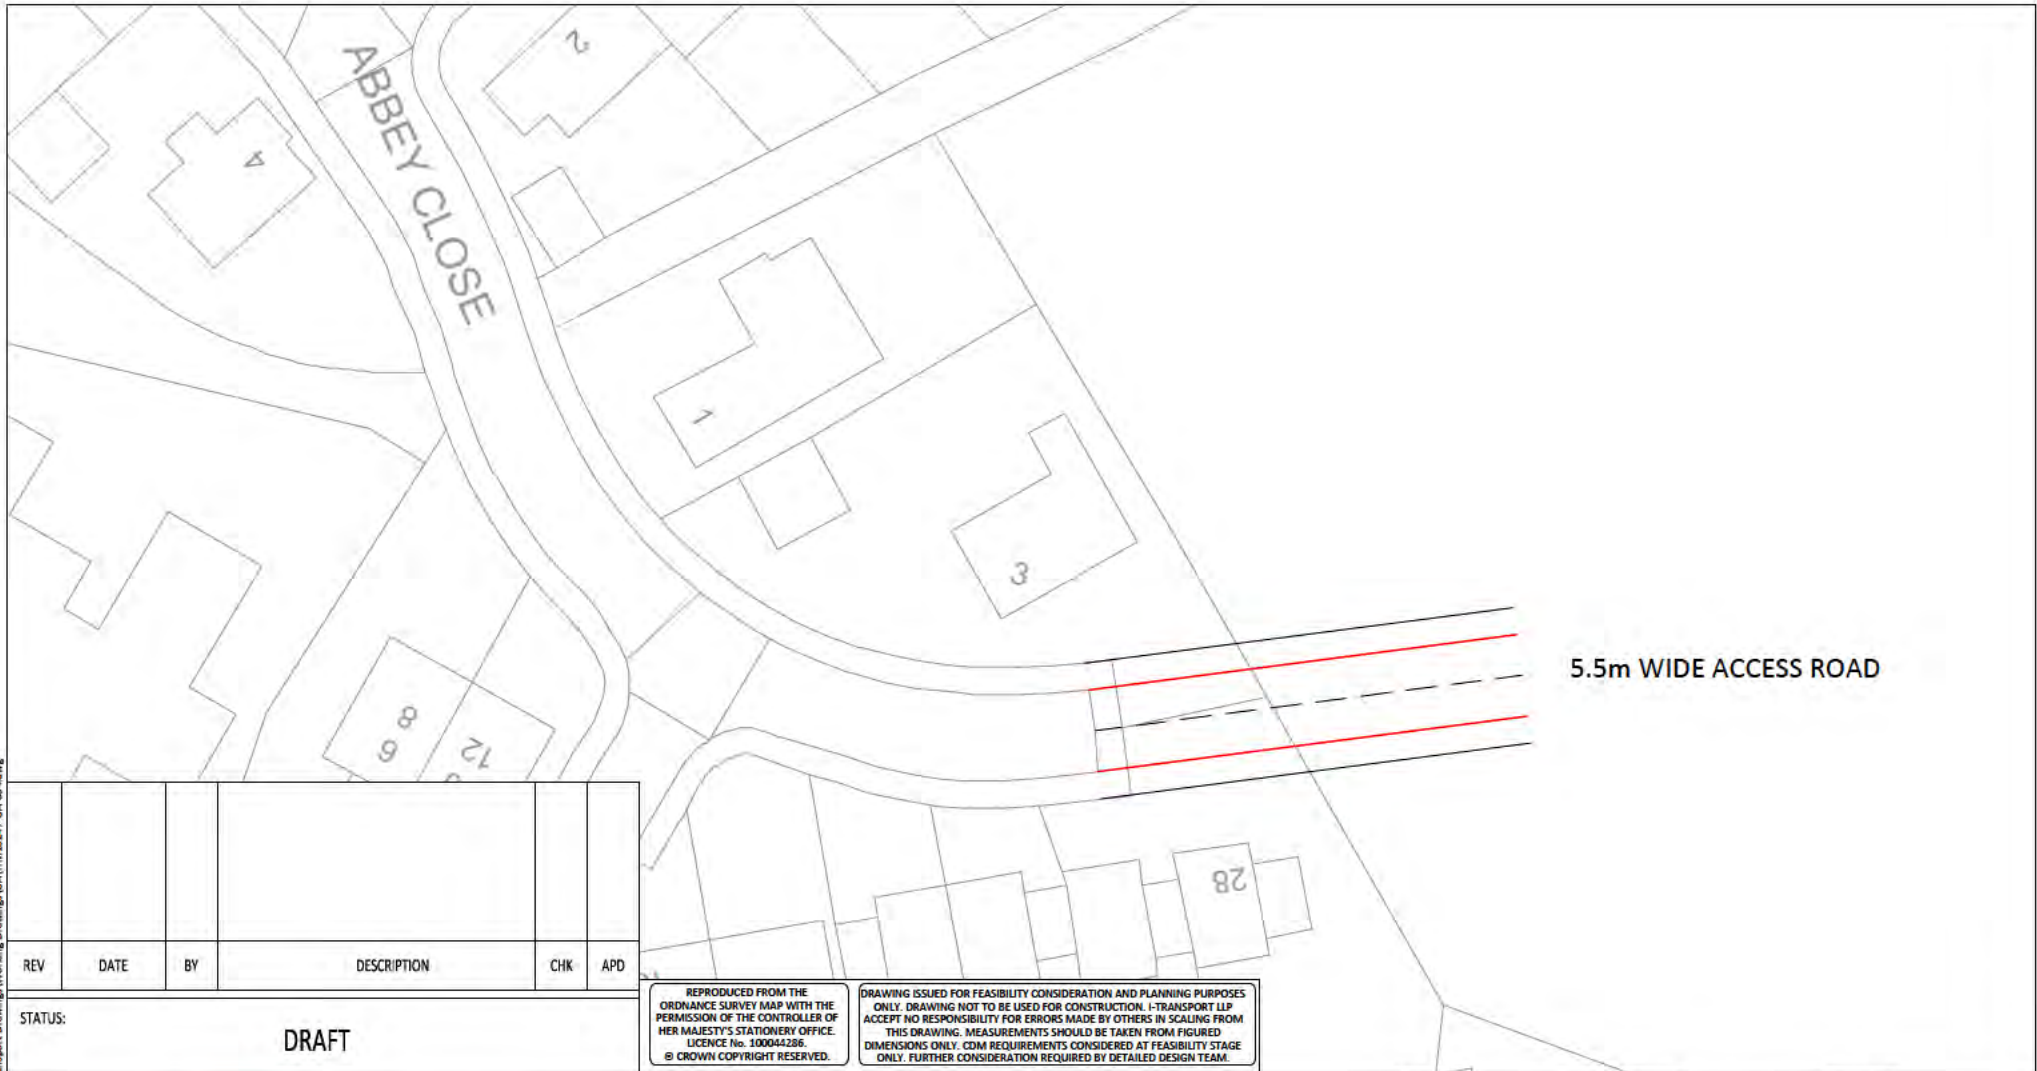 ABBEY CLOSE
2
4
1
3
5.5m WIDE ACCESS ROAD
8
6
12
28
REV DATE BY DESCRIPTION CHK APD
STATUS:
DRAFT
REPRODUCED FROM THE
ORDNANCE SURVEY MAP WITH THE
PERMISSION OF THE CONTROLLER OF
HER MAJESTY'S STATIONERY OFFICE.
LICENCE No. 100044286.
© CROWN COPYRIGHT RESERVED.
DRAWING ISSUED FOR FEASIBILITY CONSIDERATION AND PLANNING PURPOSES
ONLY. DRAWING NOT TO BE USED FOR CONSTRUCTION. I-TRANSPORT LLP
ACCEPT NO RESPONSIBILITY FOR ERRORS MADE BY OTHERS IN SCALING FROM
THIS DRAWING. MEASUREMENTS SHOULD BE TAKEN FROM FIGURED
DIMENSIONS ONLY. CDM REQUIREMENTS CONSIDERED AT FEASIBILITY STAGE
ONLY. FURTHER CONSIDERATION REQUIRED BY DETAILED DESIGN TEAM.